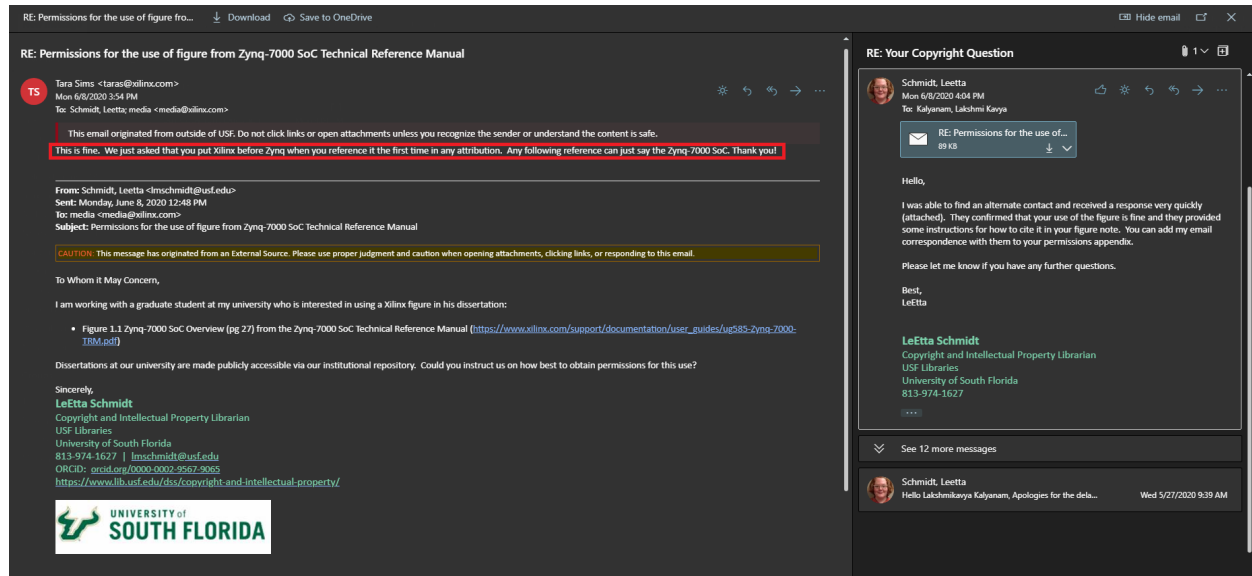 RE: Permissions for the use of figure fro...
Download
Save to OneDrive
Hide email
RE: Permissions for the use of figure from Zynq-7000 SoC Technical Reference Manual
TS
Tara Sims <taras@xilinx.com>
Mon 6/8/2020 3:54 PM
To: Schmidt, Leetta; media <media@xilinx.com>
This email originated from outside of USF. Do not click links or open attachments unless you recognize the sender or understand the content is safe.
This is fine. We just asked that you put Xilinx before Zynq when you reference it the first time in any attribution. Any following reference can just say the Zynq-7000 SoC. Thank you!
From: Schmidt, Leetta <lmschmidt@usf.edu>
Sent: Monday, June 8, 2020 12:48 PM
To: media <media@xilinx.com>
Subject: Permissions for the use of figure from Zynq-7000 SoC Technical Reference Manual
CAUTION: This message has originated from an External Source. Please use proper judgment and caution when opening attachments, clicking links, or responding to this email.
To Whom it May Concern,
I am working with a graduate student at my university who is interested in using a Xilinx figure in his dissertation:
• Figure 1.1 Zynq-7000 SoC Overview (pg 27) from the Zynq-7000 SoC Technical Reference Manual (https://www.xilinx.com/support/documentation/user_guides/ug585-Zynq-7000-
TRM.pdf)
Dissertations at our university are made publicly accessible via our institutional repository. Could you instruct us on how best to obtain permissions for this use?
Sincerely,
LeEtta Schmidt
Copyright and Intellectual Property Librarian
USF Libraries
University of South Florida
813-974-1627 | lmschmidt@usf.edu
ORCiD: orcid.org/0000-0002-9567-9065
https://www.lib.usf.edu/dss/copyright-and-intellectual-property/
UNIVERSITY of
SOUTH FLORIDA
RE: Your Copyright Question
1
Schmidt, Leetta
Mon 6/8/2020 4:04 PM
To: Kalyanam, Lakshmi Kavya
RE: Permissions for the use of...
89 KB
Hello,
I was able to find an alternate contact and received a response very quickly
(attached). They confirmed that your use of the figure is fine and they provided
some instructions for how to cite it in your figure note. You can add my email
correspondence with them to your permissions appendix.
Please let me know if you have any further questions.
Best,
LeEtta
LeEtta Schmidt
Copyright and Intellectual Property Librarian
USF Libraries
University of South Florida
813-974-1627
...
See 12 more messages
Schmidt, Leetta
Hello Lakshmikavya Kalyanam, Apologies for the dela...
Wed 5/27/2020 9:39 AM